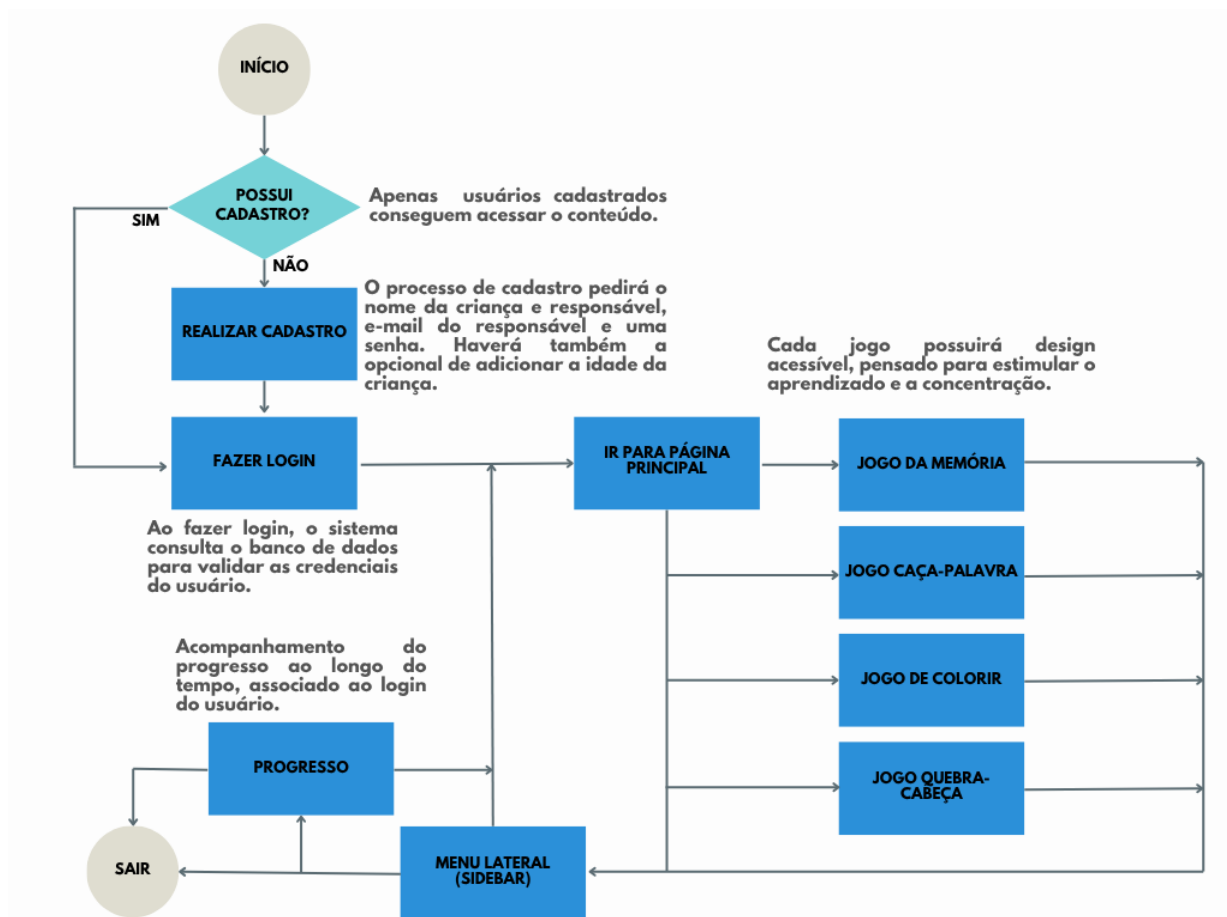 INÍCIO
POSSUI
CADASTRO?
SIM
NÃO
Apenas usuários cadastrados
conseguem acessar o conteúdo.
REALIZAR CADASTRO
O processo de cadastro pedirá o
nome da criança e responsável,
e-mail do responsável e uma
senha. Haverá também a
opcional de adicionar a idade da
criança.
Cada jogo possuirá design
acessível, pensado para estimular o
aprendizado e a concentração.
FAZER LOGIN
IR PARA PÁGINA
PRINCIPAL
JOGO DA MEMÓRIA
Ao fazer login, o sistema
consulta o banco de dados
para validar as credenciais
do usuário.
JOGO CAÇA-PALAVRA
JOGO DE COLORIR
JOGO QUEBRA-
CABEÇA
Acompanhamento do
progresso ao longo do
tempo, associado ao login
do usuário.
PROGRESSO
SAIR
MENU LATERAL
(SIDEBAR)